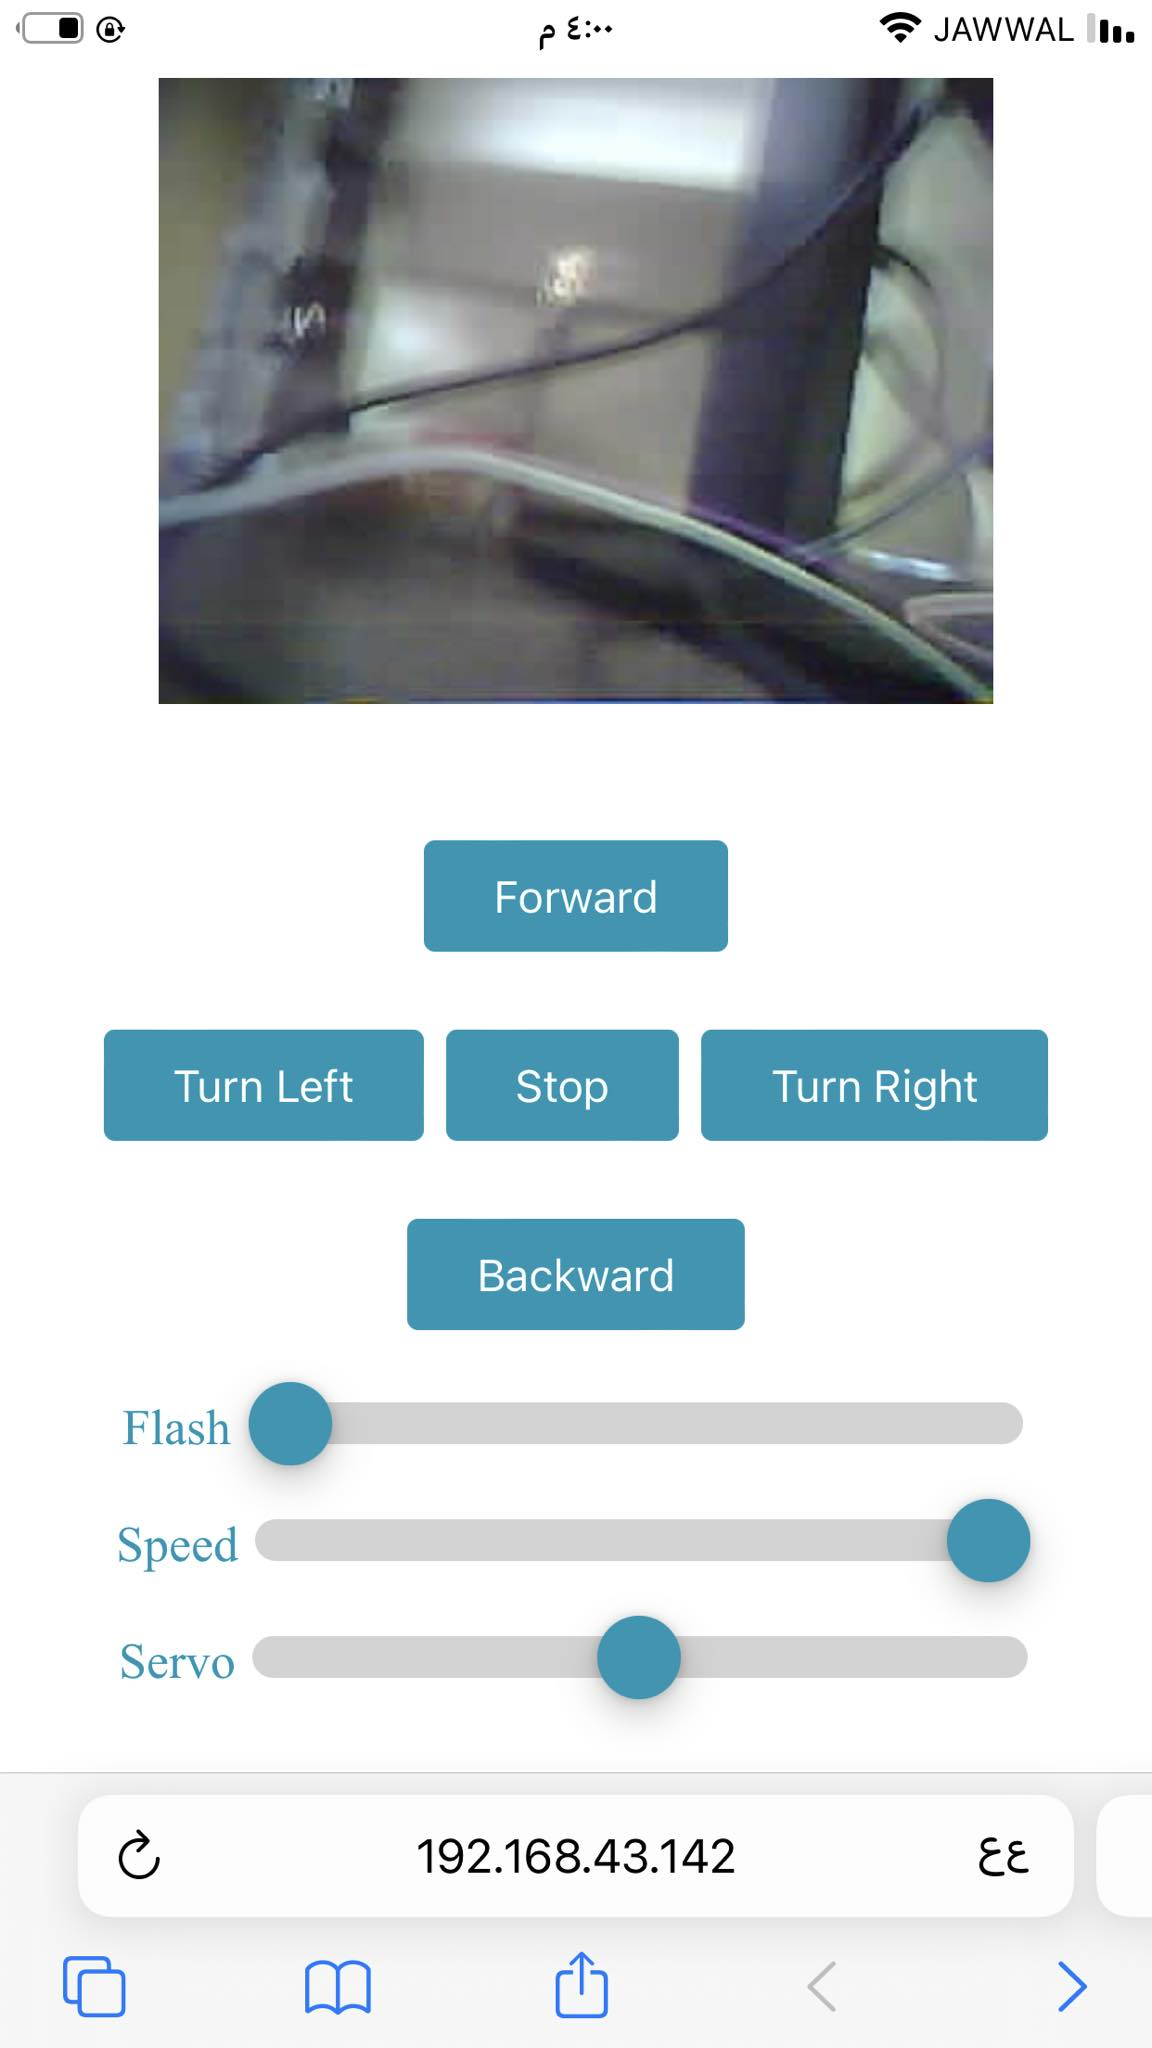 ٤:٠٠ م
JAWWAL
Forward
Turn Left
Stop
Turn Right
Backward
Flash
Speed
Servo
192.168.43.142
عع